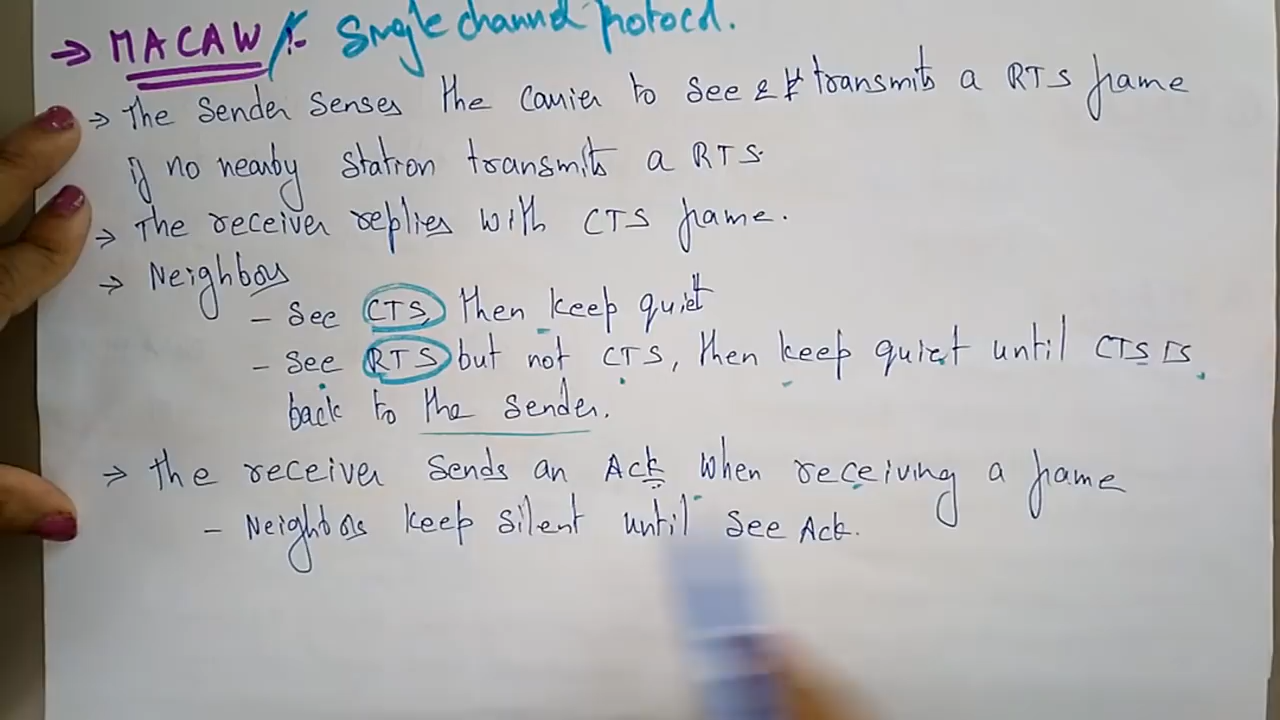 → MACAW :- Single channel protocol.
→ The sender senses the carrier to see & transmits a RTS frame
if no nearby station transmits a RTS.
→ The receiver replies with CTS frame.
→ Neighbors
- See CTS, then keep quiet
- See RTS but not CTS, then keep quiet until CTS is
back to the sender.
→ the receiver sends an Ack when receiving a frame
- Neighbors keep silent until see Ack.